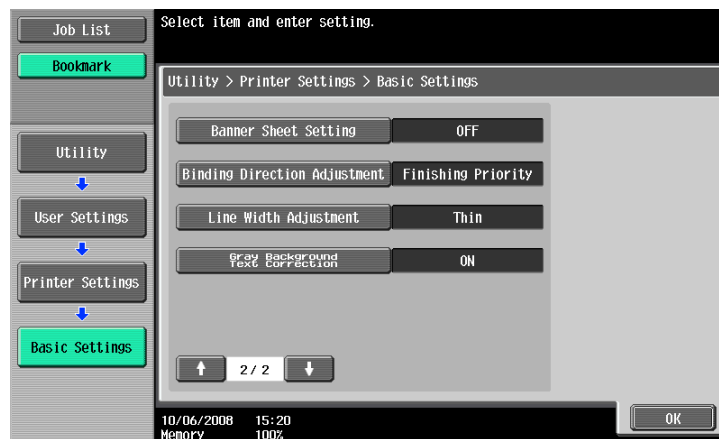 Job List
Bookmark
Utility
User Settings
Printer Settings
Basic Settings
Select item and enter setting.
Utility > Printer Settings > Basic Settings
Banner Sheet Setting OFF
Binding Direction Adjustment Finishing Priority
Line Width Adjustment Thin
Gray Background
Text Correction ON
2/ 2
10/06/2008 15:20
Memory 100%
OK